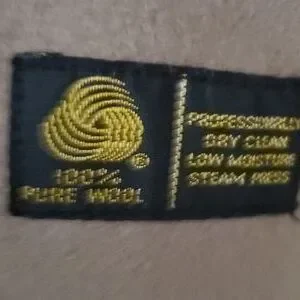 ®
100%
PURE WOOL
PROFESSIONALLY
DRY CLEAN
LOW MOISTURE
STEAM PRESS